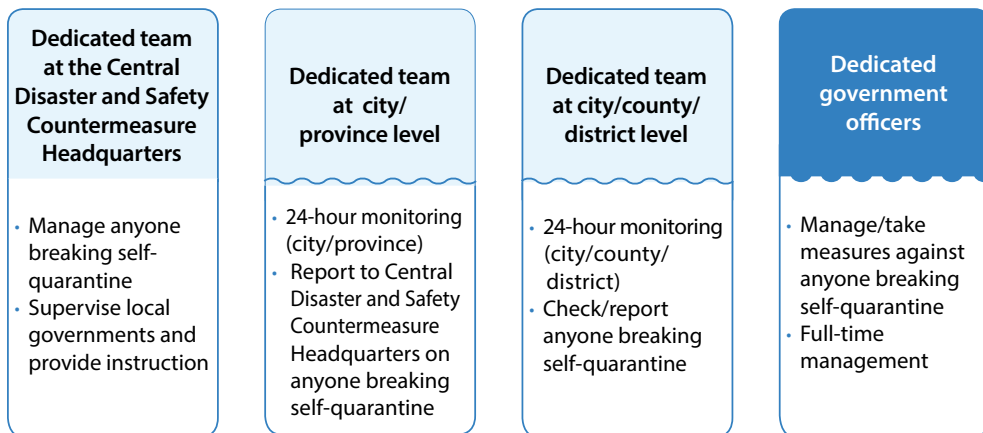 Dedicated team
at the Central
Disaster and Safety
Countermeasure
Headquarters
• Manage anyone
breaking self-
quarantine
• Supervise local
governments and
provide instruction
Dedicated team
at city/
province level
• 24-hour monitoring
(city/province)
• Report to Central
Disaster and Safety
Countermeasure
Headquarters on
anyone breaking
self-quarantine
Dedicated team
at city/county/
district level
• 24-hour monitoring
(city/county/
district)
• Check/report
anyone breaking
self-quarantine
Dedicated
government
officers
• Manage/take
measures against
anyone breaking
self-quarantine
• Full-time
management